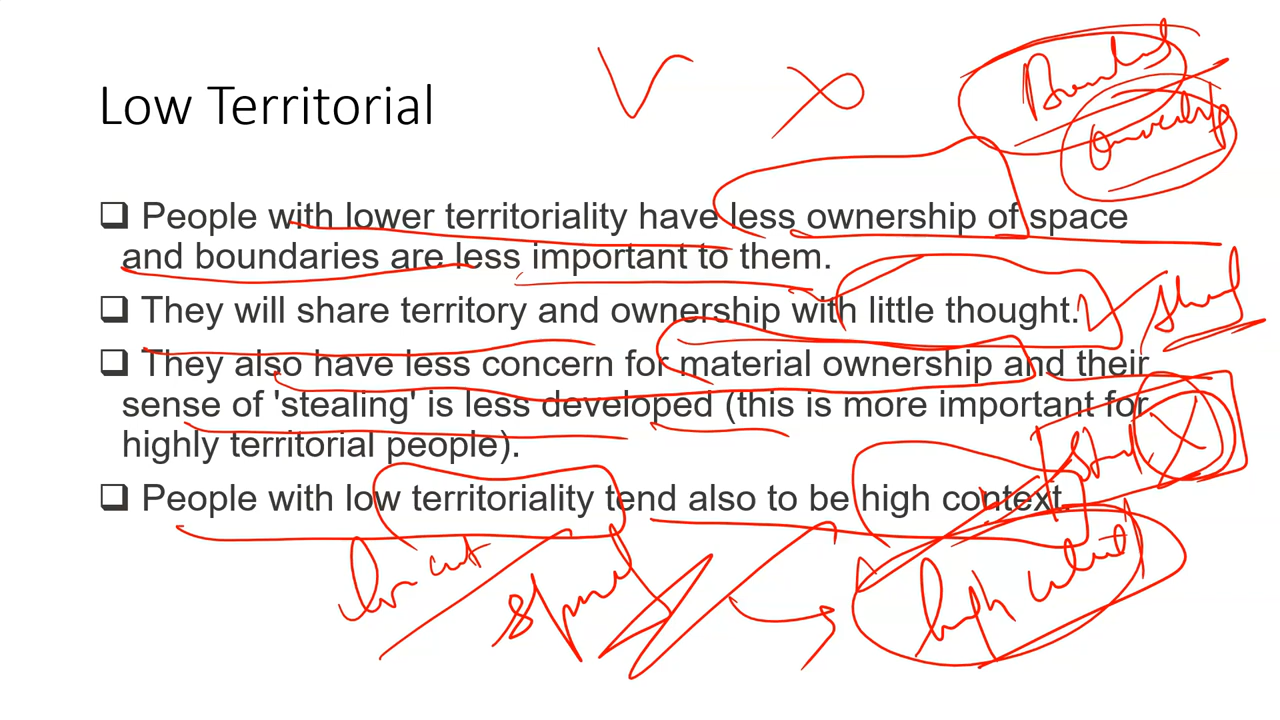 Low Territorial
Ownership
❑ People with lower territoriality have less ownership of space
and boundaries are less important to them.
❑ They will share territory and ownership with little thought.
❑ They also have less concern for material ownership and their
sense of 'stealing' is less developed (this is more important for
highly territorial people).
❑ People with low territoriality tend also to be high context.
high